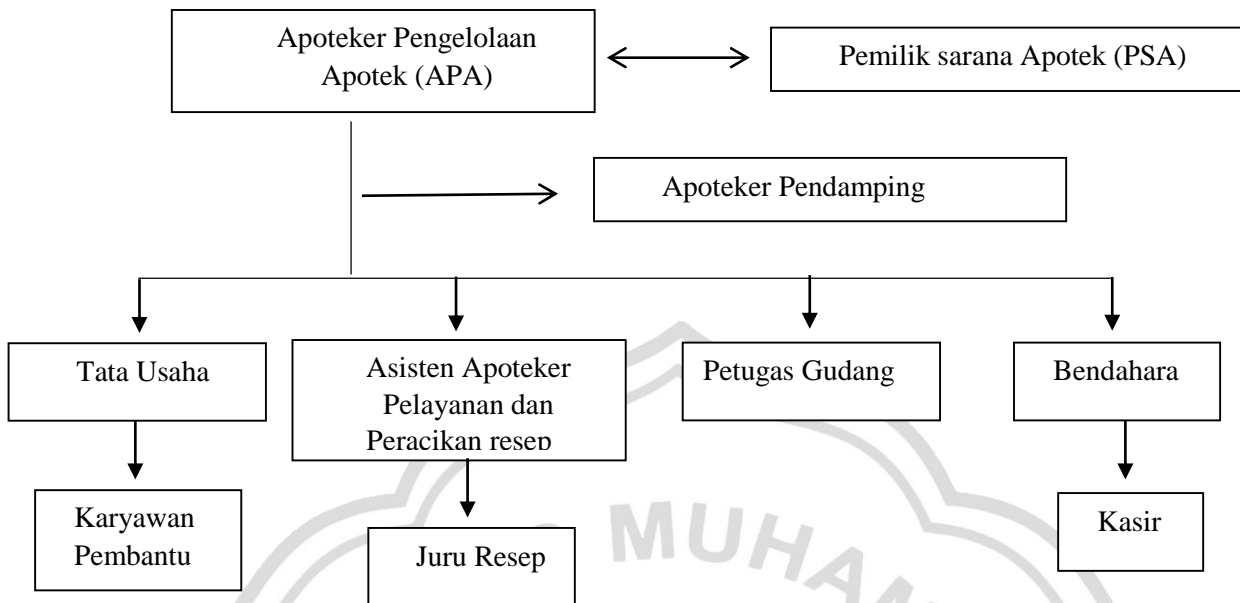 Apoteker Pengelolaan
Apotek (APA)
Pemilik sarana Apotek (PSA)
Apoteker Pendamping
Tata Usaha
Asisten Apoteker
Pelayanan dan
Peracikan resep
Petugas Gudang
Bendahara
Karyawan
Pembantu
Juru Resep
Kasir